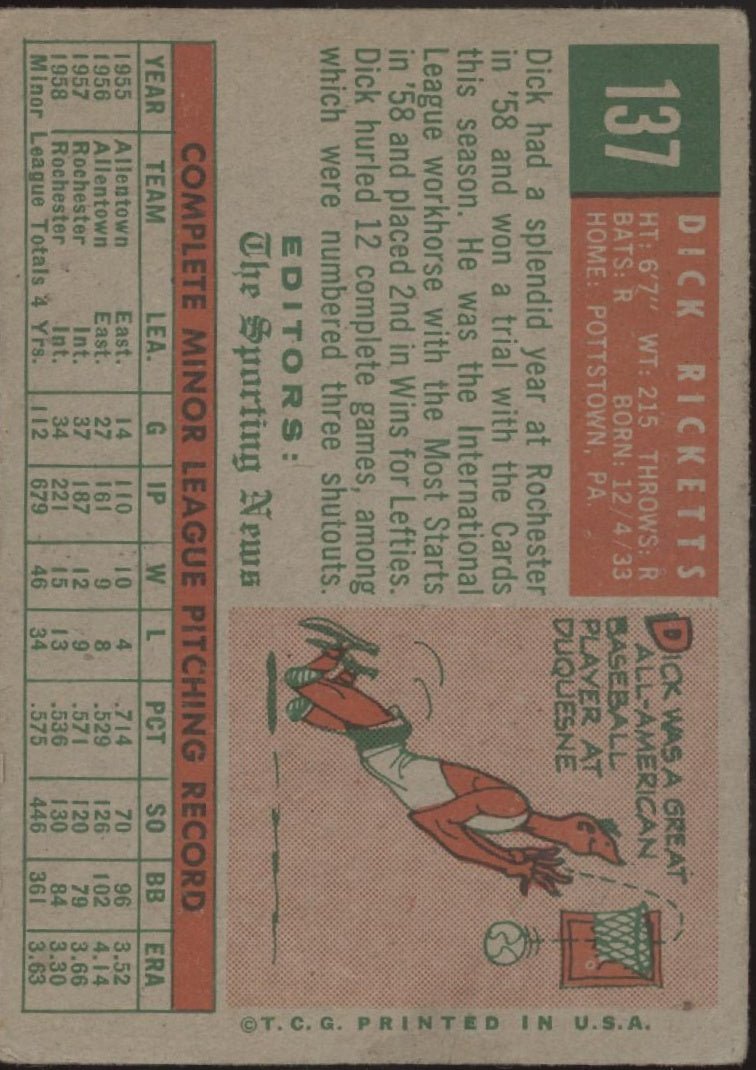 137
DICK RICKETTS
HT: 6'7" WT: 215 THROWS: R
BATS: R BORN: 12/4/33
HOME: POTTSTOWN, PA.
Dick had a splendid year at Rochester
in '58 and won a trial with the Cards
this season. He was the International
League workhorse with the Most Starts
in '58 and placed 2nd in Wins for Lefties.
Dick hurled 12 complete games, among
which were numbered three shutouts.
EDITORS:
The Sporting News
DICK WAS A GREAT
ALL-AMERICAN
BASEBALL
PLAYER AT
DUQUESNE
COMPLETE MINOR LEAGUE PITCHING RECORD
YEAR TEAM LEA. G IP W L PCT SO BB ERA
1955 Allentown East. 14 110 10 4 .714 70 96 3.52
1956 Allentown East. 27 161 9 8 .529 126 102 4.14
1957 Rochester Int. 37 187 12 9 .571 120 79 3.66
1958 Rochester Int. 34 221 15 13 .536 130 84 3.30
Minor League Totals 4 Yrs. 112 679 46 34 .575 446 361 3.63
©T.C.G. PRINTED IN U.S.A.